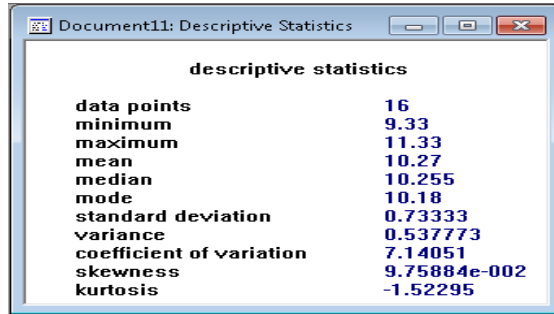 Document11: Descriptive Statistics
descriptive statistics
data points 16
minimum 9.33
maximum 11.33
mean 10.27
median 10.255
mode 10.18
standard deviation 0.73333
variance 0.537773
coefficient of variation 7.14051
skewness 9.75884e-002
kurtosis -1.52295